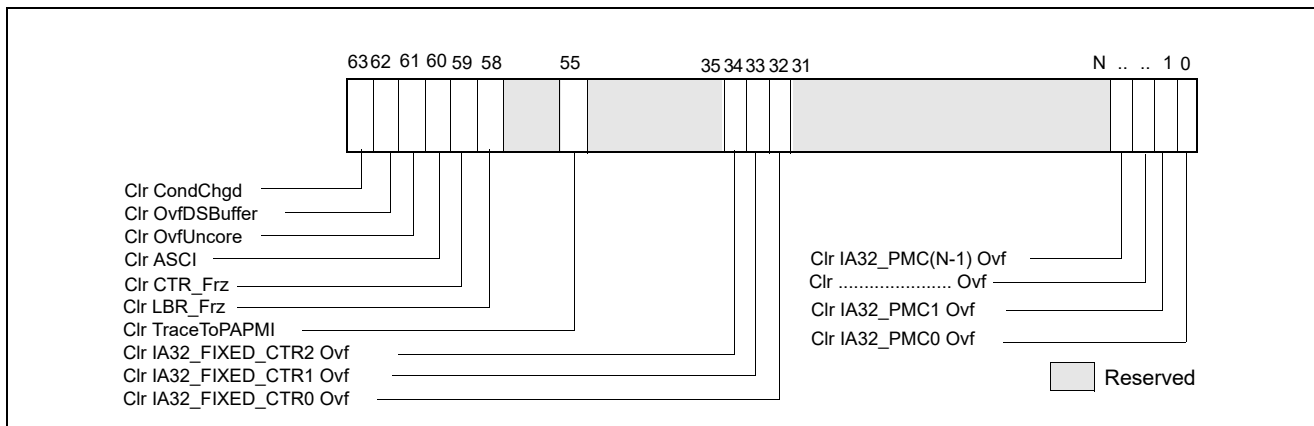 63 62 61 60 59 58 55 35 34 33 32 31 N .. .. 1 0
Clr CondChgd
Clr OvfDSBuffer
Clr OvfUncore
Clr ASCI
Clr CTR_Frz
Clr LBR_Frz
Clr TraceToPAPMI
Clr IA32_FIXED_CTR2 Ovf
Clr IA32_FIXED_CTR1 Ovf
Clr IA32_FIXED_CTR0 Ovf
Clr IA32_PMC(N-1) Ovf
Clr ...................... Ovf
Clr IA32_PMC1 Ovf
Clr IA32_PMC0 Ovf
Reserved